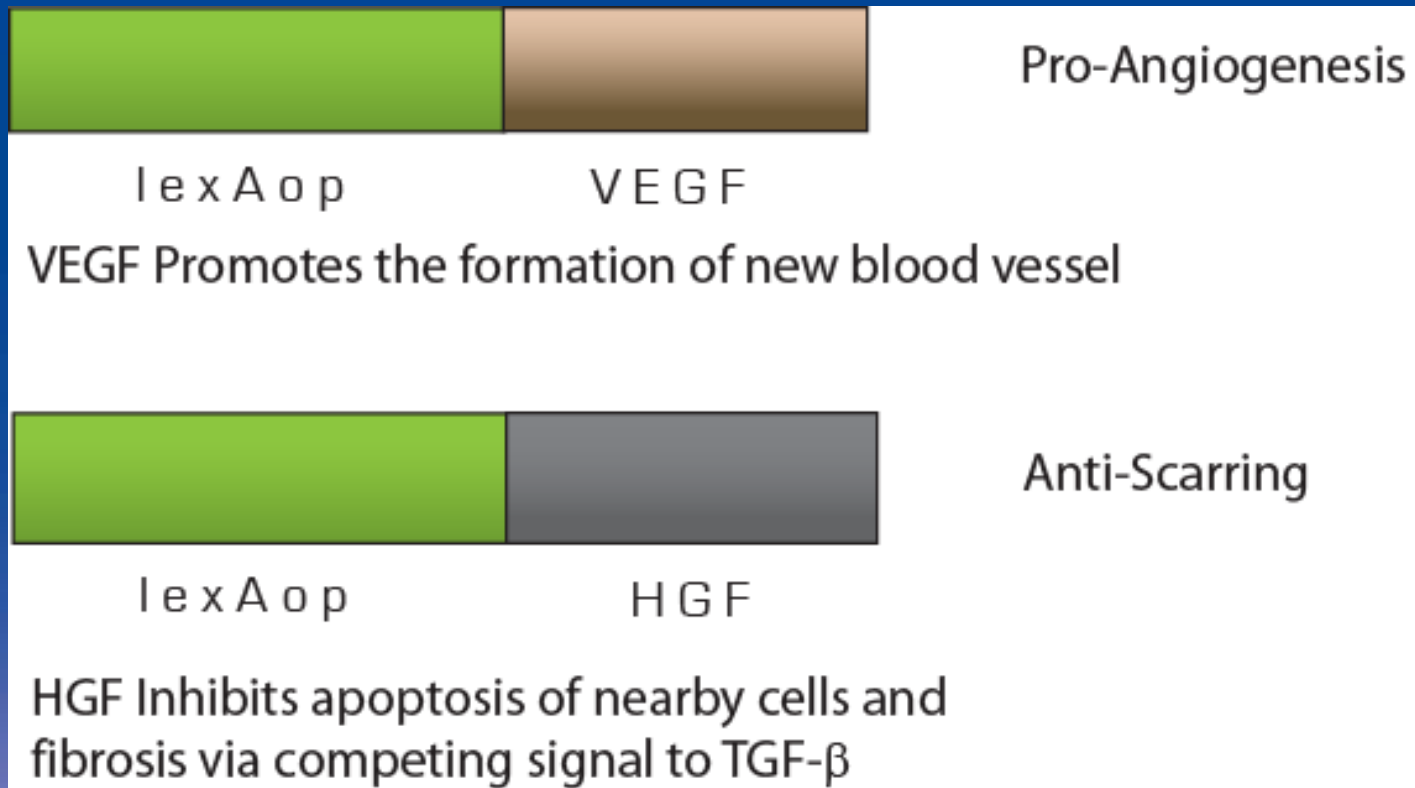 Pro-Angiogenesis
lexAop VEGF
VEGF Promotes the formation of new blood vessel
Anti-Scarring
lexAop HGF
HGF Inhibits apoptosis of nearby cells and
fibrosis via competing signal to TGF-β